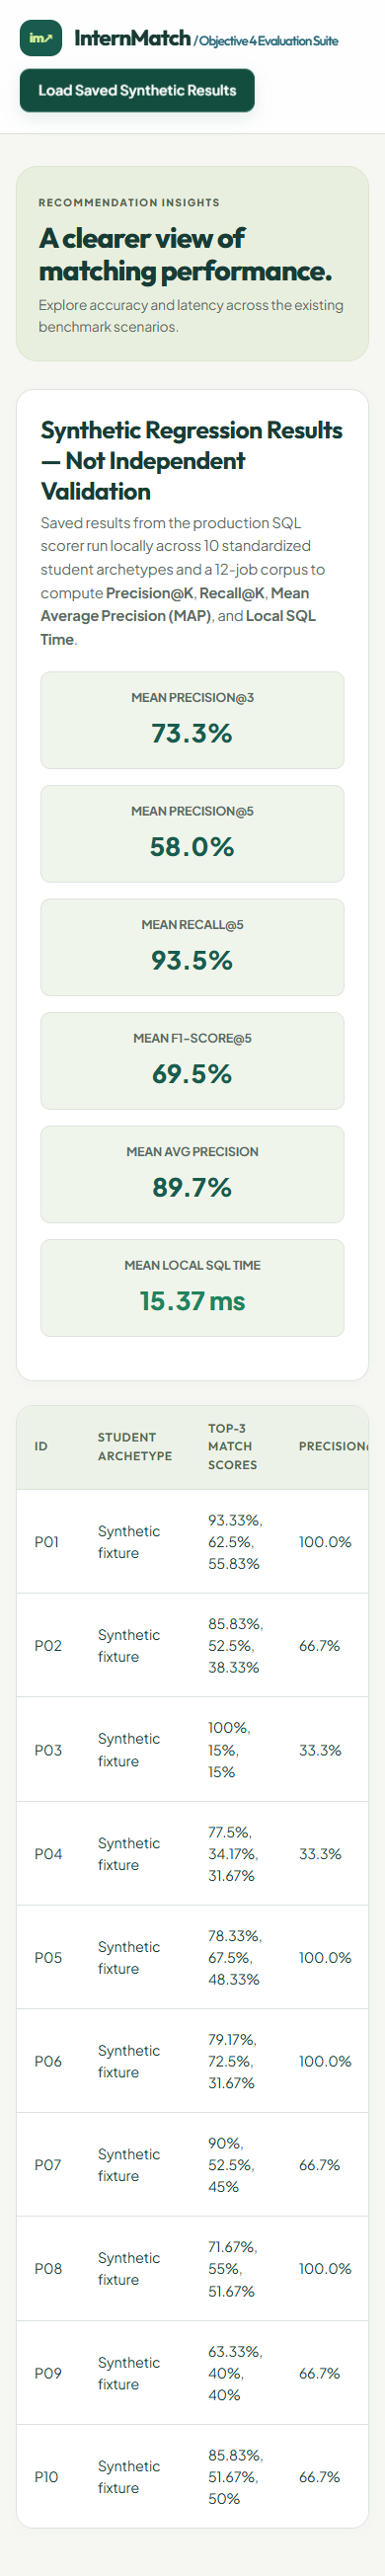 im↗ InternMatch / Objective 4 Evaluation Suite
Load Saved Synthetic Results
RECOMMENDATION INSIGHTS
A clearer view of
matching performance.
Explore accuracy and latency across the existing
benchmark scenarios.
Synthetic Regression Results
— Not Independent
Validation
Saved results from the production SQL
scorer run locally across 10 standardized
student archetypes and a 12-job corpus to
compute Precision@K, Recall@K, Mean
Average Precision (MAP), and Local SQL
Time.
MEAN PRECISION@3
73.3%
MEAN PRECISION@5
58.0%
MEAN RECALL@5
93.5%
MEAN F1-SCORE@5
69.5%
MEAN AVG PRECISION
89.7%
MEAN LOCAL SQL TIME
15.37 ms
TOP-3
STUDENT
MATCH
ID
PRECISION@
ARCHETYPE
SCORES
93.33%,
Synthetic
P01
62.5%,
100.0%
fixture
55.83%
85.83%,
Synthetic
P02
52.5%,
66.7%
fixture
38.33%
100%,
Synthetic
P03
15%,
33.3%
fixture
15%
77.5%,
Synthetic
P04
34.17%,
33.3%
fixture
31.67%
78.33%,
Synthetic
P05
67.5%,
100.0%
fixture
48.33%
79.17%,
Synthetic
P06
72.5%,
100.0%
fixture
31.67%
90%,
Synthetic
P07
52.5%,
66.7%
fixture
45%
71.67%,
Synthetic
P08
55%,
100.0%
fixture
51.67%
63.33%,
Synthetic
P09
40%,
66.7%
fixture
40%
85.83%,
Synthetic
P10
51.67%,
66.7%
fixture
50%